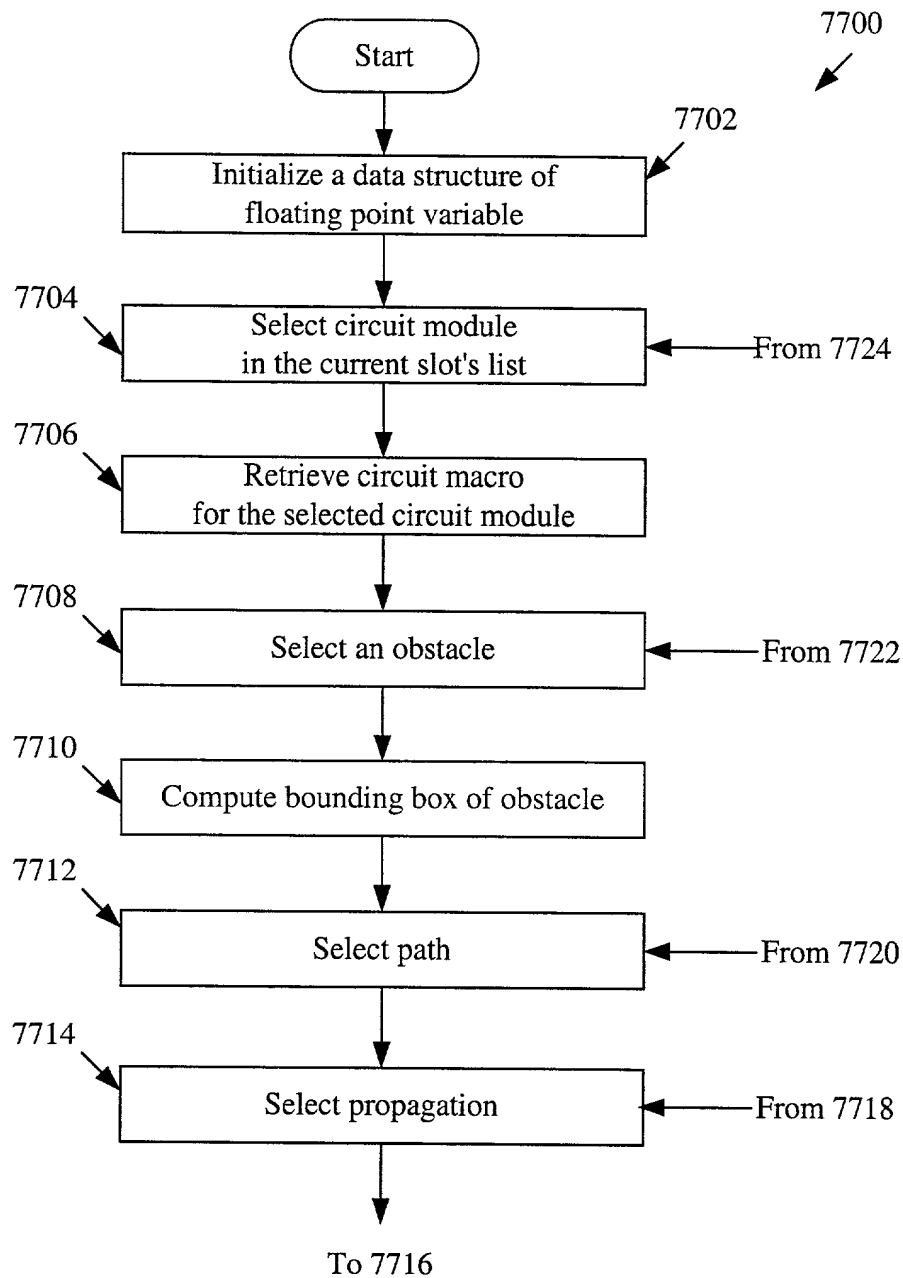 7700
Start
7702
Initialize a data structure of
floating point variable
7704
Select circuit module
in the current slot's list
From 7724
7706
Retrieve circuit macro
for the selected circuit module
7708
Select an obstacle
From 7722
7710
Compute bounding box of obstacle
7712
Select path
From 7720
7714
Select propagation
From 7718
To 7716